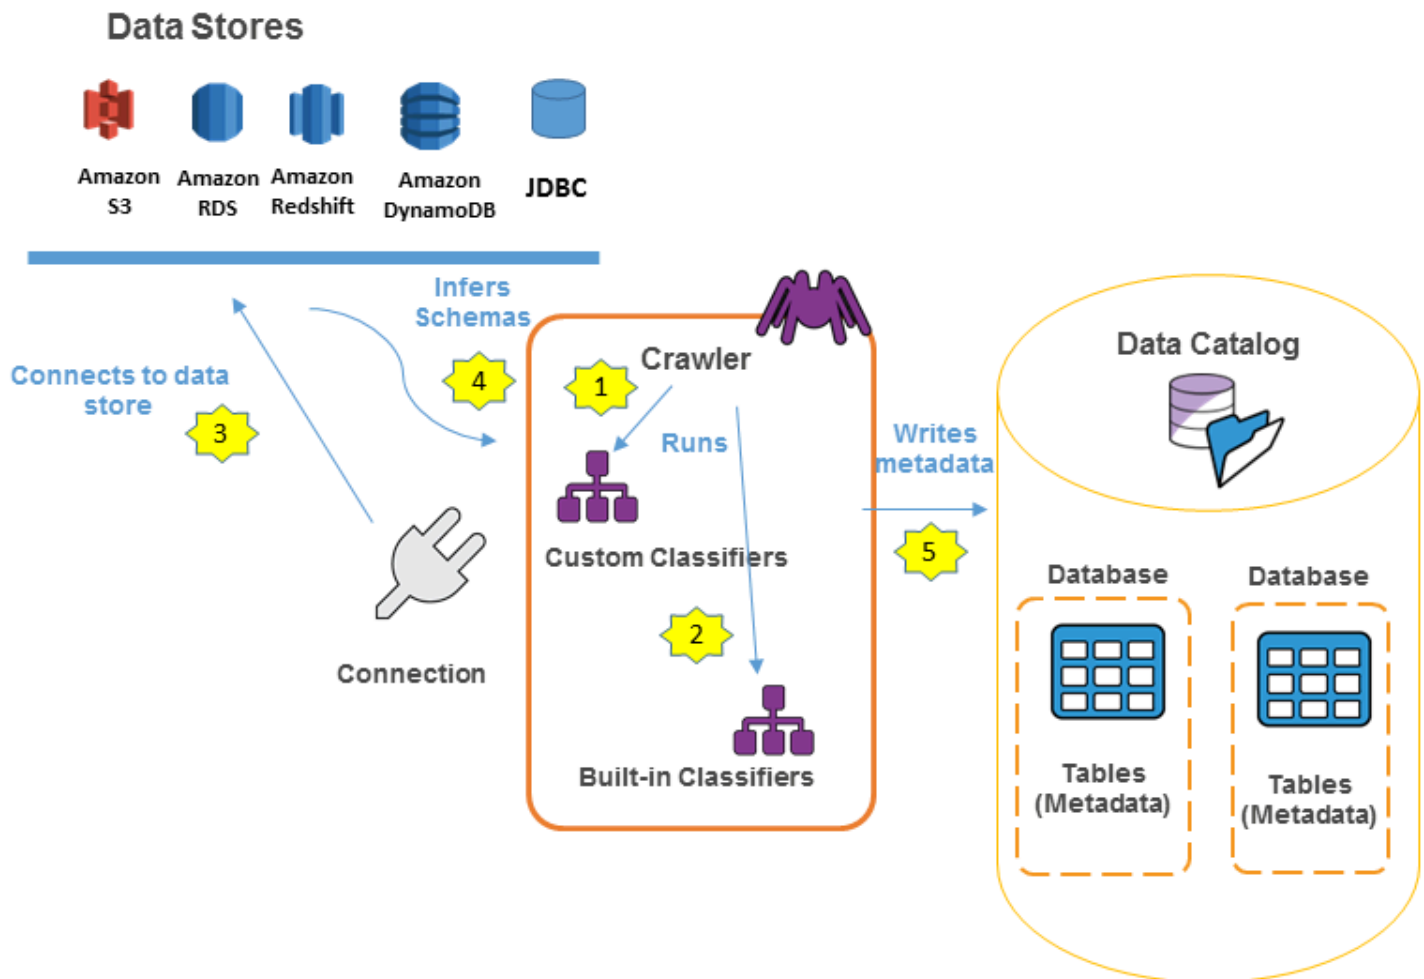 Data Stores
Amazon
S3
Amazon
RDS
Amazon
Redshift
Amazon
DynamoDB
JDBC
Infers
Schemas
4
Connects to data
store
3
Connection
Crawler
1
Runs
Custom Classifiers
2
Built-in Classifiers
Writes
metadata
5
Data Catalog
Database
Tables
(Metadata)
Database
Tables
(Metadata)